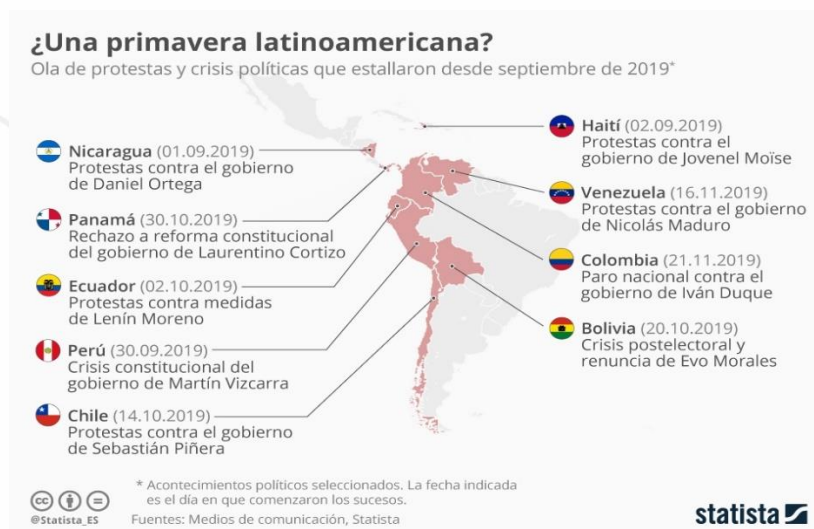 ¿Una primavera latinoamericana?
Ola de protestas y crisis políticas que estallaron desde septiembre de 2019*
Nicaragua (01.09.2019)
Protestas contra el gobierno
de Daniel Ortega
Panamá (30.10.2019)
Rechazo a reforma constitucional
del gobierno de Laurentino Cortizo
Ecuador (02.10.2019)
Protestas contra medidas
de Lenín Moreno
Perú (30.09.2019)
Crisis constitucional del
gobierno de Martín Vizcarra
Chile (14.10.2019)
Protestas contra el gobierno
de Sebastián Piñera
Haití (02.09.2019)
Protestas contra el
gobierno de Jovenel Moïse
Venezuela (16.11.2019)
Protestas contra el gobierno
de Nicolás Maduro
Colombia (21.11.2019)
Paro nacional contra el
gobierno de Iván Duque
Bolivia (20.10.2019)
Crisis postelectoral y
renuncia de Evo Morales
* Acontecimientos políticos seleccionados. La fecha indicada
es el día en que comenzaron los sucesos.
cc
@Statista_ES
Fuentes: Medios de comunicación, Statista
statista